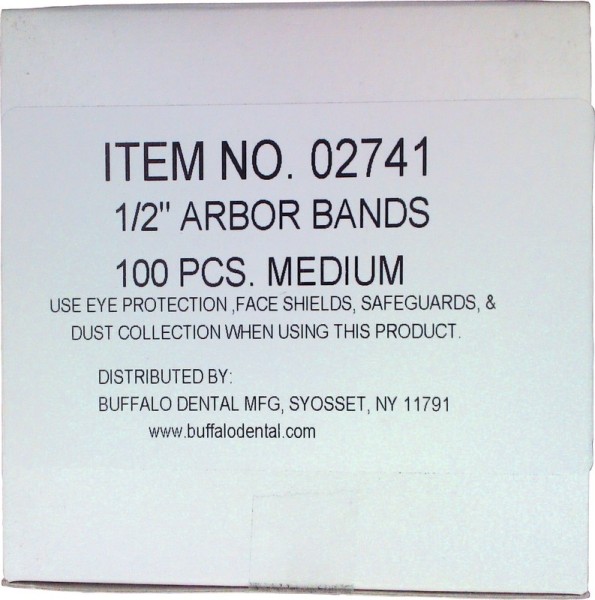 ITEM NO. 02741
1/2" ARBOR BANDS
100 PCS. MEDIUM
USE EYE PROTECTION ,FACE SHIELDS, SAFEGUARDS, &
DUST COLLECTION WHEN USING THIS PRODUCT.
DISTRIBUTED BY:
BUFFALO DENTAL MFG, SYOSSET, NY 11791
www.buffalodental.com